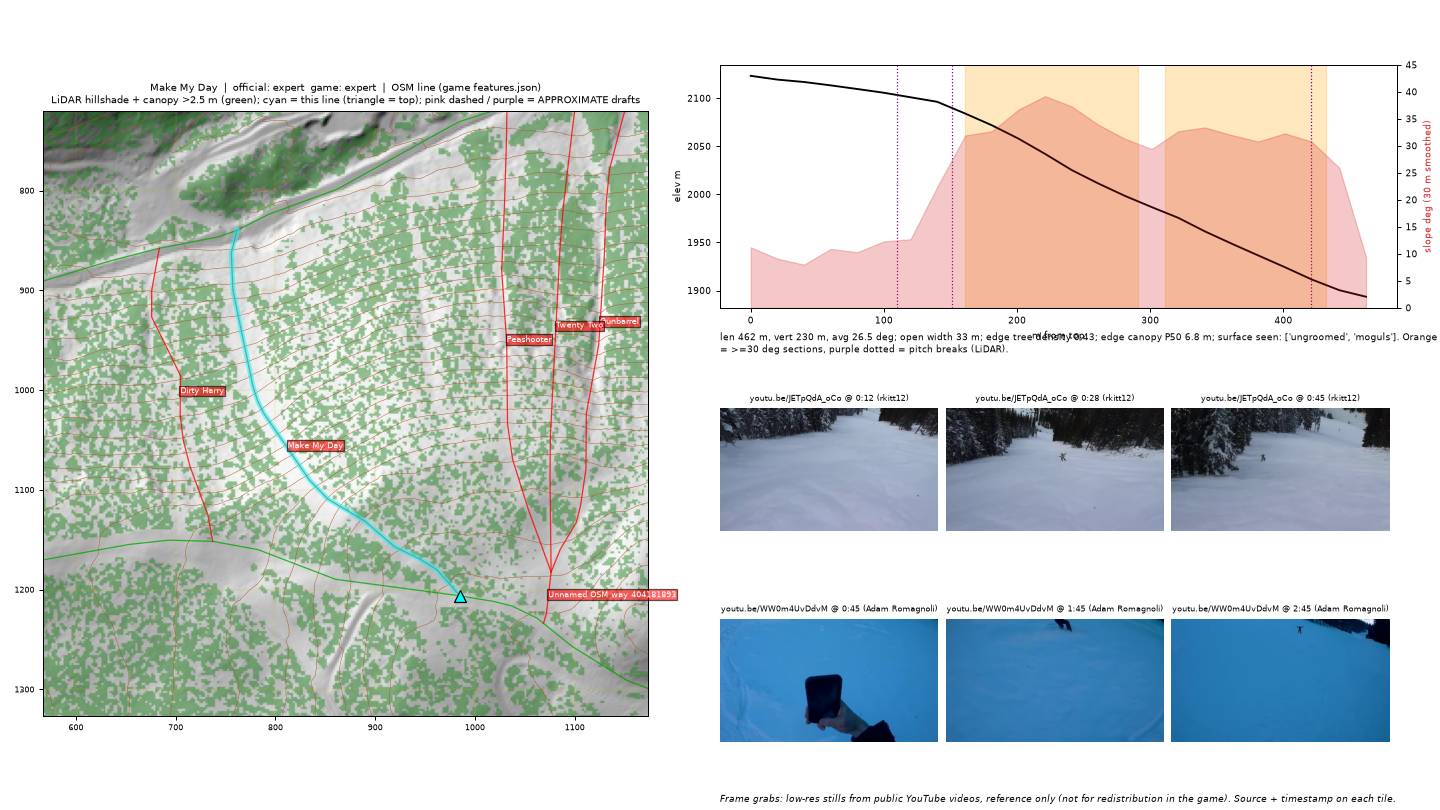 Make My Day | official: expert game: expert | OSM line (game features.json)
LiDAR hillshade + canopy >2.5 m (green); cyan = this line (triangle = top); pink dashed / purple = APPROXIMATE drafts
800
900
1000
1100
1200
1300
600
700
800
900
1000
1100
Dirty Harry
Make My Day
Peashooter
Twenty Two
Gunbarrel
Unnamed OSM way 404181893
elev m
2100
2050
2000
1950
1900
0
100
200
300
400
45
40
35
30
25
20
15
10
5
0
slope deg (30 m smoothed)
m from top
len 462 m, vert 230 m, avg 26.5 deg; open width 33 m; edge tree density 0.43; edge canopy P50 6.8 m; surface seen: ['ungroomed', 'moguls']. Orange
= >=30 deg sections, purple dotted = pitch breaks (LiDAR).
youtu.be/JETpQdA_oCo @ 0:12 (rkitt12)
youtu.be/JETpQdA_oCo @ 0:28 (rkitt12)
youtu.be/JETpQdA_oCo @ 0:45 (rkitt12)
youtu.be/WW0m4UvDdvM @ 0:45 (Adam Romagnoli)
youtu.be/WW0m4UvDdvM @ 1:45 (Adam Romagnoli)
youtu.be/WW0m4UvDdvM @ 2:45 (Adam Romagnoli)
Frame grabs: low-res stills from public YouTube videos, reference only (not for redistribution in the game). Source + timestamp on each tile.